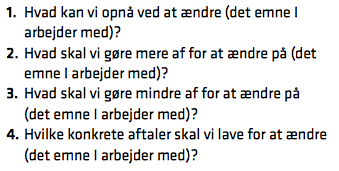 1. Hvad kan vi opnå ved at ændre (det emne I
arbejder med)?
2. Hvad skal vi gøre mere af for at ændre på (det
emne I arbejder med)?
3. Hvad skal vi gøre mindre af for at ændre på
(det emne I arbejder med)?
4. Hvilke konkrete aftaler skal vi lave for at ændre
(det emne I arbejder med)?